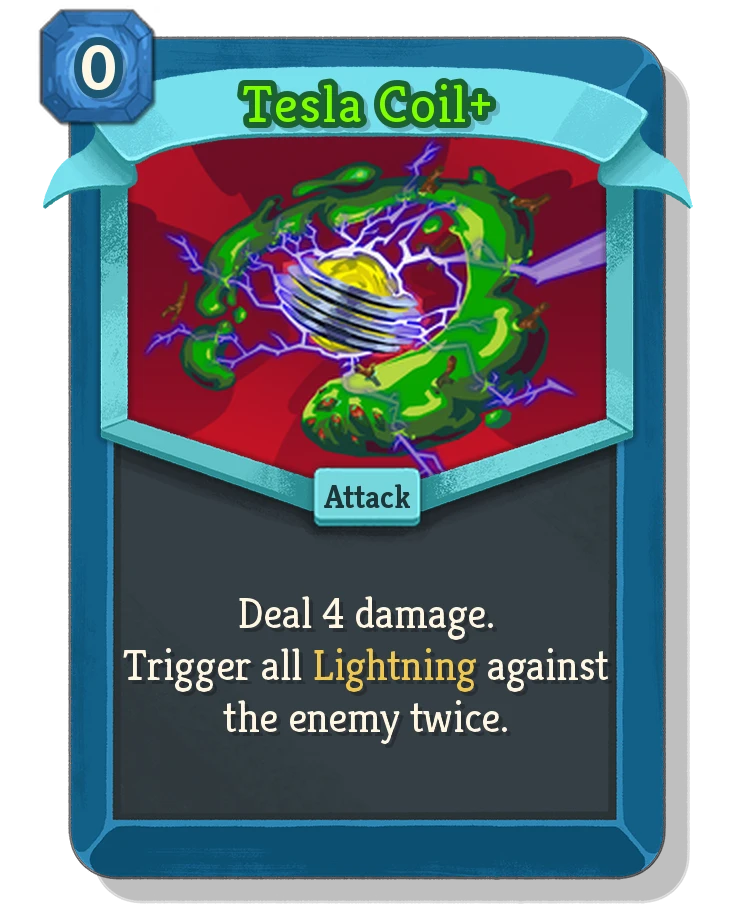 0
Tesla Coil+
Attack
Deal 4 damage.
Trigger all Lightning against
the enemy twice.